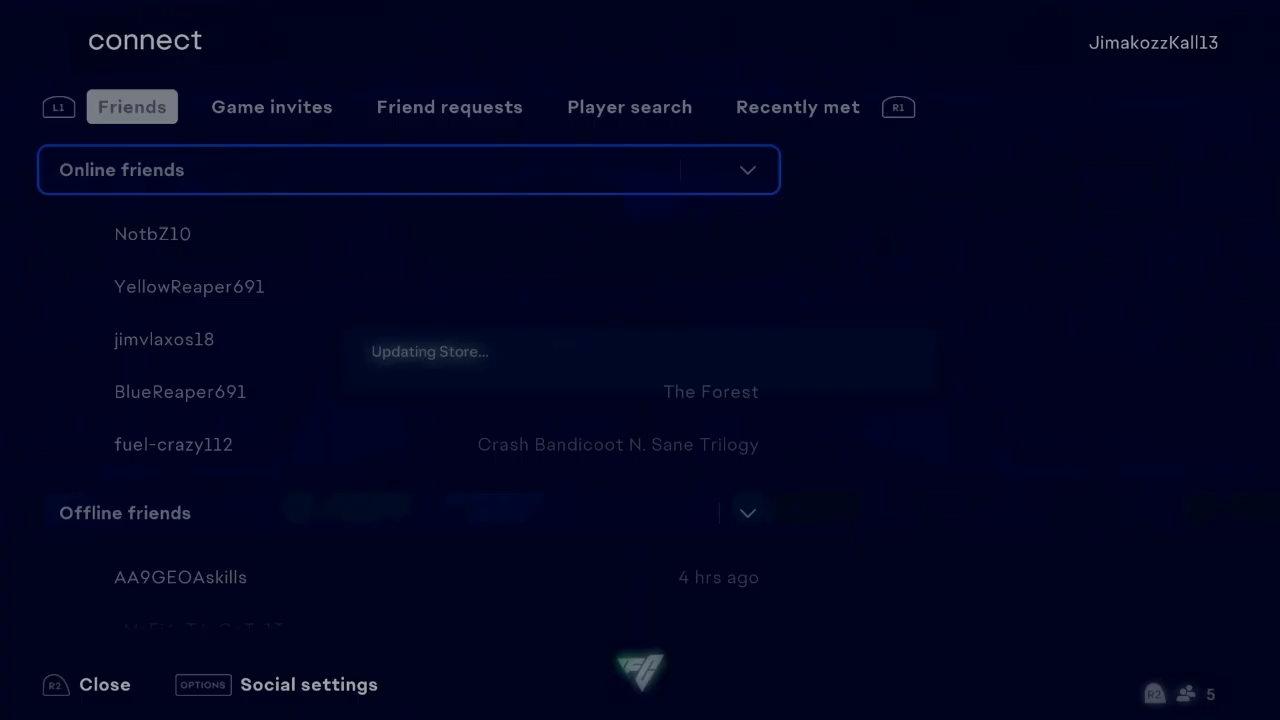 connect
JimakozzKall13
L1 Friends Game invites Friend requests Player search Recently met R1
Online friends
NotbZ10
YellowReaper691
jimvlaxos18
Updating Store...
BlueReaper691 The Forest
fuel-crazy112 Crash Bandicoot N. Sane Trilogy
Offline friends
AA9GEOAskills 4 hrs ago
R2 Close OPTIONS Social settings
FC
R2 5